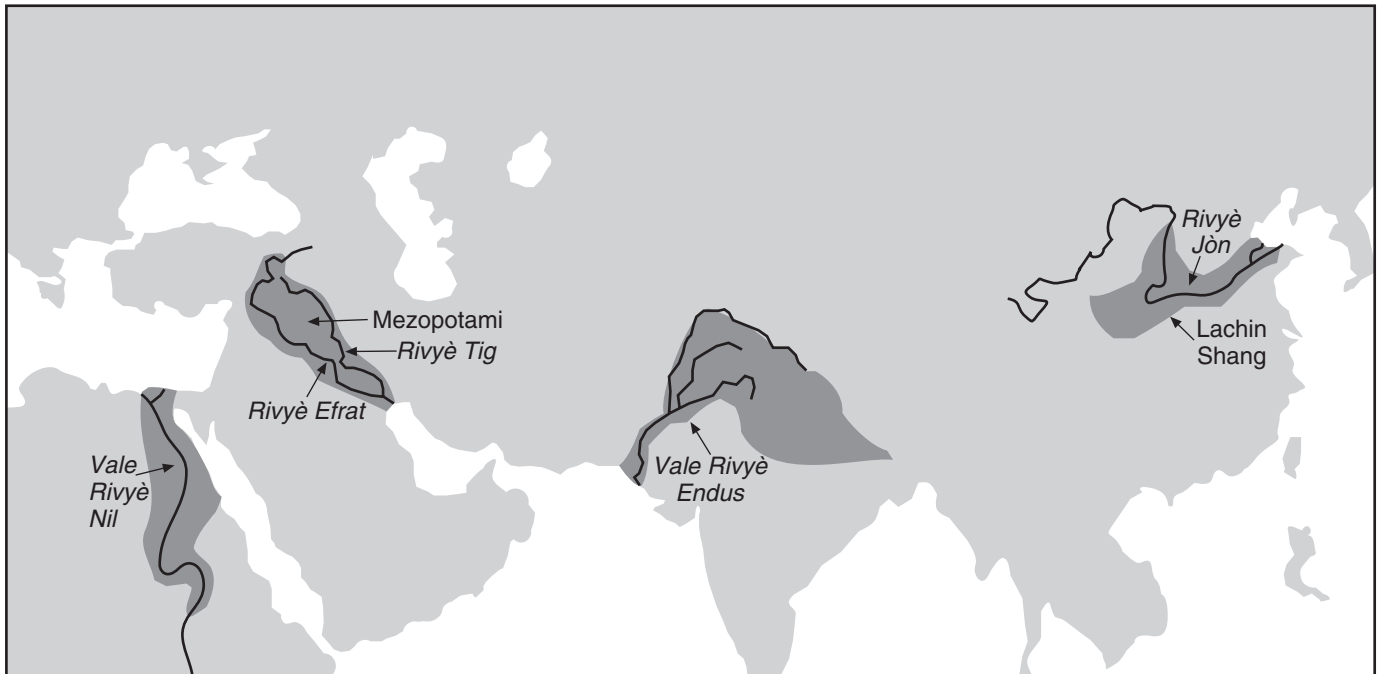 Mezopotami
Rivyè Tig
Rivyè Efrat
Vale
Rivyè
Nil
Vale Rivyè
Endus
Rivyè
Jòn
Lachin
Shang